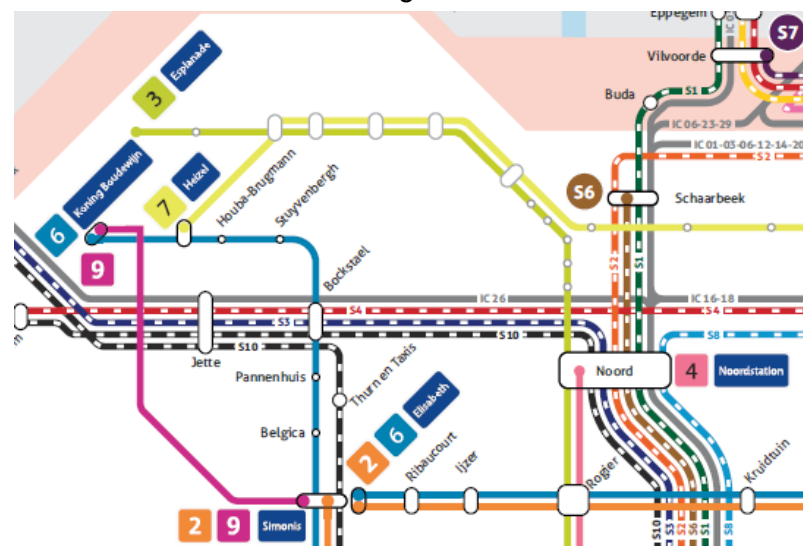 Eppegem
IC 0
S7
Vilvoorde
Esplanade
3
Buda
S1
IC 06-23-29
IC 01-03-06-12-14-20
S2
Koning Boudewijn
6
Heizel
7
Houba-Brugmann
Stuyvenbergh
S6
Schaarbeek
9
Bockstael
S2
S1
IC 26
IC 16-18
S4
S4
S3
S10
S8
m
Jette
S10
Noord
4
Noordstation
Pannenhuis
Thurn en Taxis
Belgica
2
6
Elisabeth
Ribaucourt
Ijzer
Rogier
Kruidtuin
2
9
Simonis
S10
S3
S2
S6
S1
S8